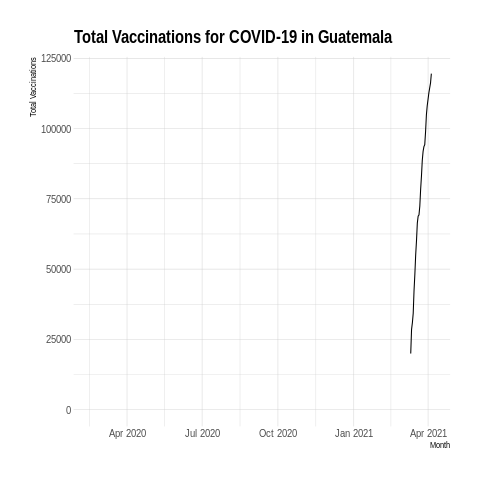 Total Vaccinations for COVID-19 in Guatemala
Total Vaccinations
125000
100000
75000
50000
25000
0
Apr 2020 Jul 2020 Oct 2020 Jan 2021 Apr 2021
Month